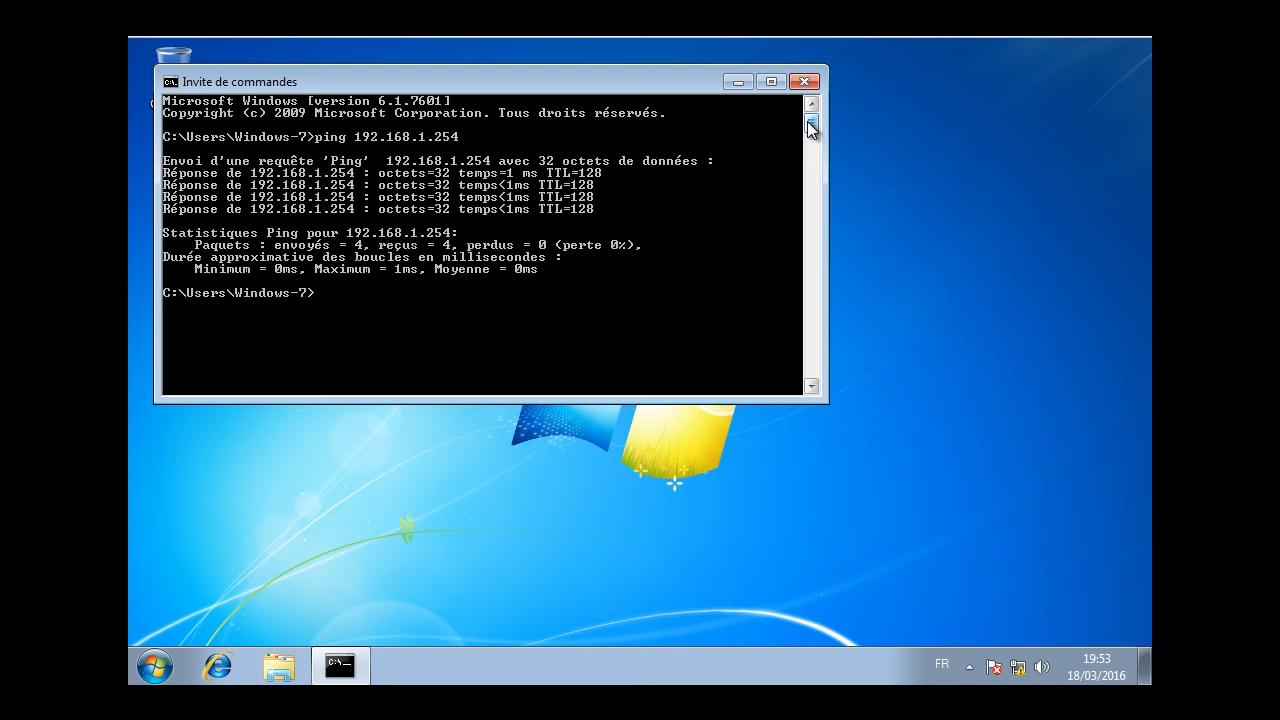 Invite de commandes
Microsoft Windows [version 6.1.7601]
Copyright (c) 2009 Microsoft Corporation. Tous droits réservés.
C:\Users\Windows-7>ping 192.168.1.254
Envoi d'une requête 'Ping'  192.168.1.254 avec 32 octets de données :
Réponse de 192.168.1.254 : octets=32 temps=1 ms TTL=128
Réponse de 192.168.1.254 : octets=32 temps<1ms TTL=128
Réponse de 192.168.1.254 : octets=32 temps<1ms TTL=128
Réponse de 192.168.1.254 : octets=32 temps<1ms TTL=128
Statistiques Ping pour 192.168.1.254:
    Paquets : envoyés = 4, reçus = 4, perdus = 0 (perte 0%),
Durée approximative des boucles en millisecondes :
    Minimum = 0ms, Maximum = 1ms, Moyenne = 0ms
C:\Users\Windows-7>
FR
19:53
18/03/2016